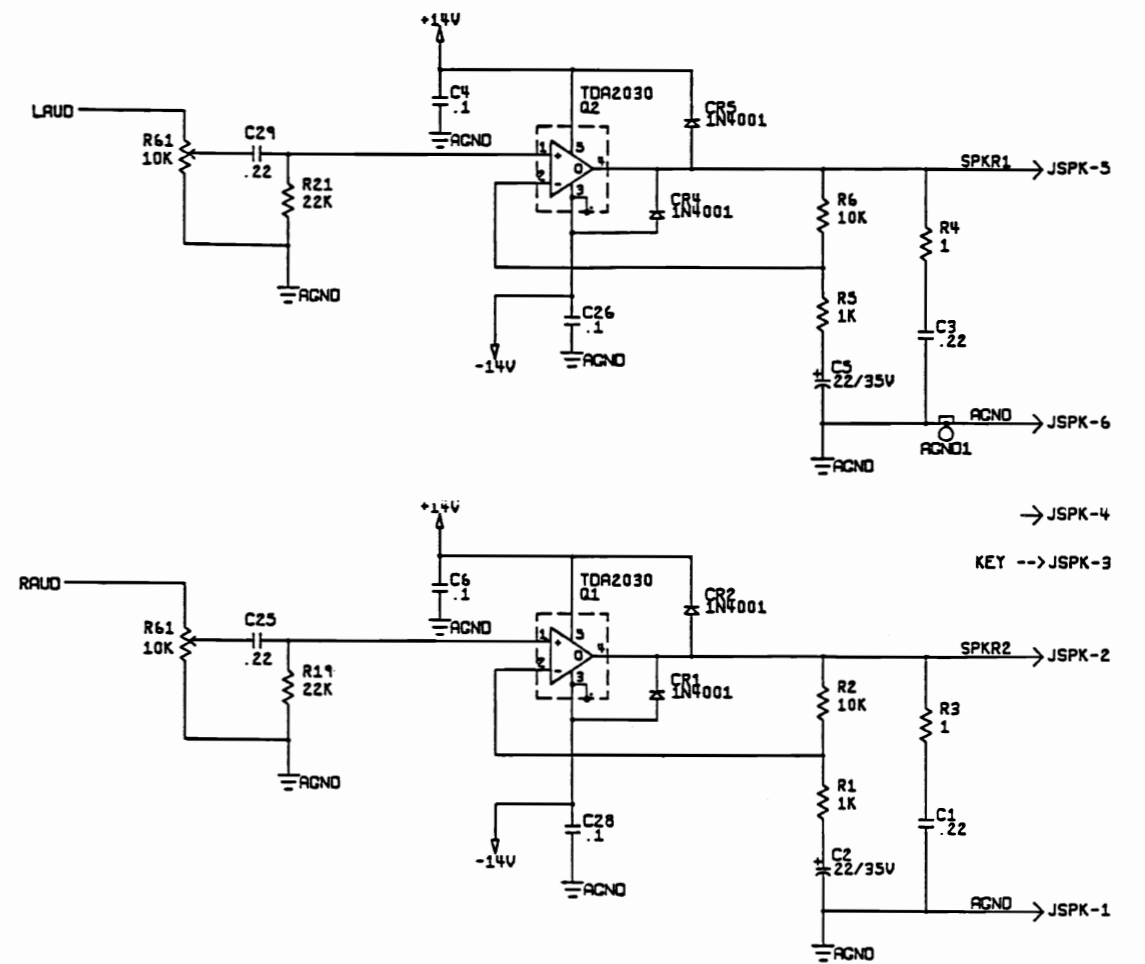 +14V
C4
.1
AGND
TDA2030
Q2
CR5
1N4001
LAUD
R61
10K
C29
.22
R21
22K
AGND
1
2
+
-
5
Q
4
3
CR4
1N4001
SPKR1
JSPK-5
R6
10K
R4
1
R5
1K
C3
.22
-14V
C26
.1
AGND
+
C5
22/35V
AGND
JSPK-6
AGND1
AGND
JSPK-4
KEY --> JSPK-3
+14V
C6
.1
AGND
TDA2030
Q1
CR2
1N4001
RAUD
R61
10K
C25
.22
R19
22K
AGND
1
2
+
-
5
Q
4
3
CR1
1N4001
SPKR2
JSPK-2
R2
10K
R3
1
R1
1K
C1
.22
-14V
C28
.1
AGND
+
C2
22/35V
AGND
JSPK-1
AGND